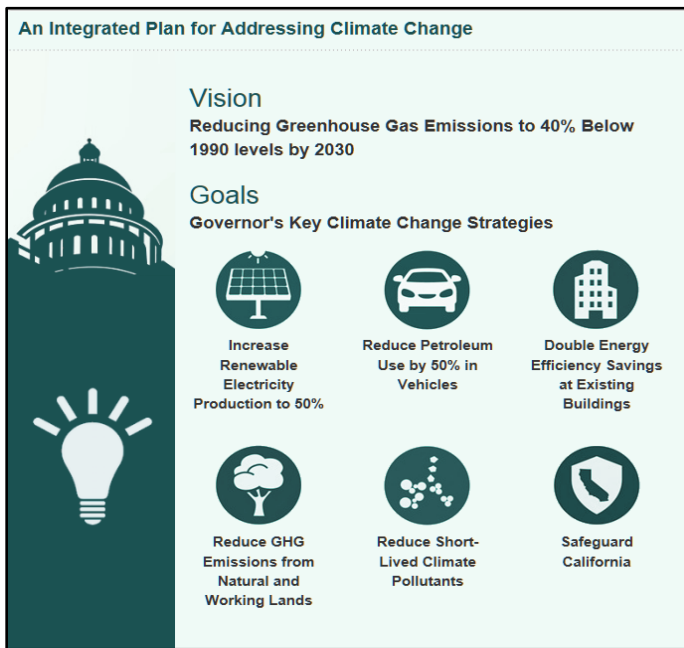 An Integrated Plan for Addressing Climate Change
Vision
Reducing Greenhouse Gas Emissions to 40% Below
1990 levels by 2030
Goals
Governor's Key Climate Change Strategies
Increase
Renewable
Electricity
Production to 50%
Reduce Petroleum
Use by 50% in
Vehicles
Double Energy
Efficiency Savings
at Existing
Buildings
Reduce GHG
Emissions from
Natural and
Working Lands
Reduce Short-
Lived Climate
Pollutants
Safeguard
California